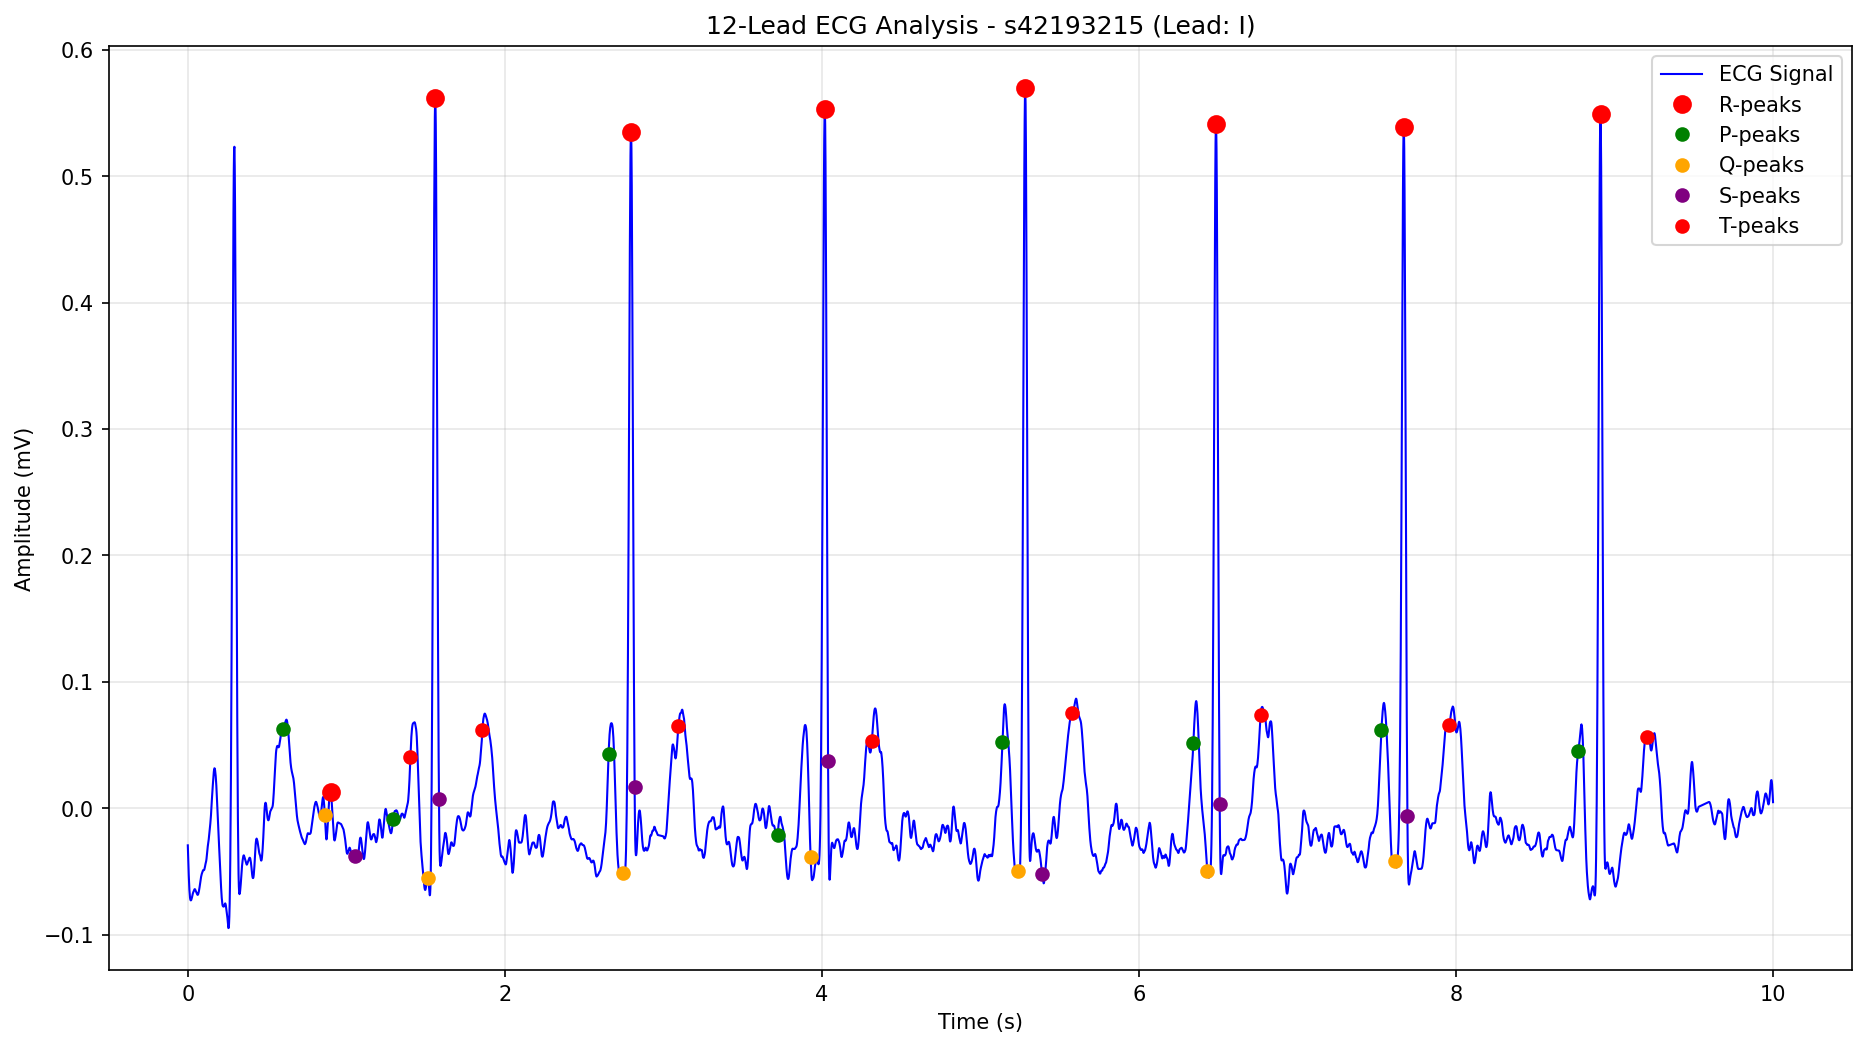 12-Lead ECG Analysis - s42193215 (Lead: I)
0.6
0.5
0.4
0.3
0.2
0.1
0.0
−0.1
Amplitude (mV)
ECG Signal
R-peaks
P-peaks
Q-peaks
S-peaks
T-peaks
0 2 4 6 8 10
Time (s)